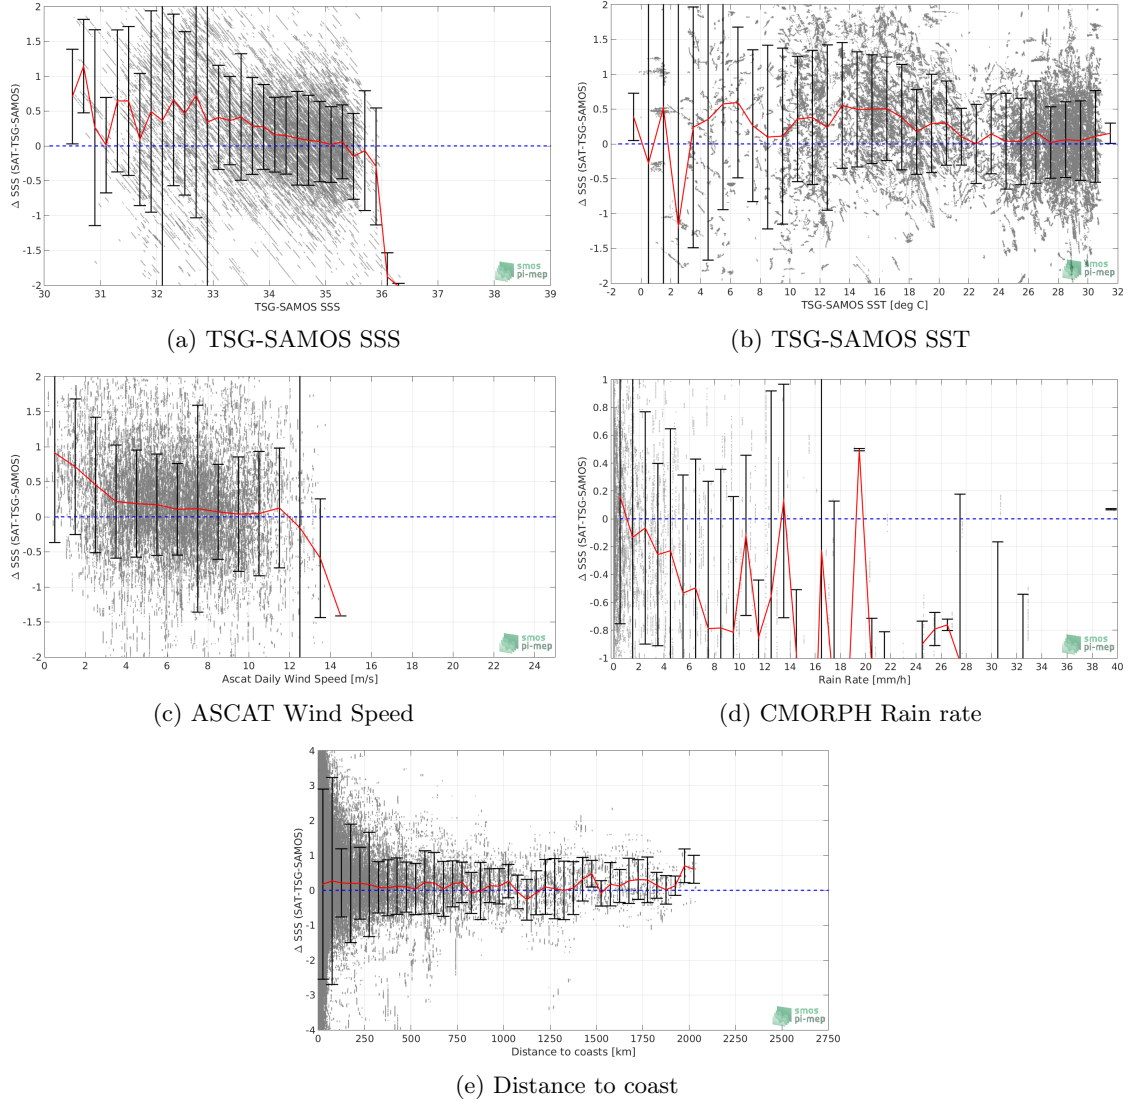 2
1.5
1
0.5
0
-0.5
-1
-1.5
-2
Δ SSS (SAT-TSG-SAMOS)
30 31 32 33 34 35 36 37 38 39
TSG-SAMOS SSS
smos
pi-mep
(a) TSG-SAMOS SSS
2
1.5
1
0.5
0
-0.5
-1
-1.5
-2
Δ SSS (SAT-TSG-SAMOS)
-2 0 2 4 6 8 10 12 14 16 18 20 22 24 26 28 30 32
TSG-SAMOS SST [deg C]
smos
pi-mep
(b) TSG-SAMOS SST
2
1.5
1
0.5
0
-0.5
-1
-1.5
-2
Δ SSS (SAT-TSG-SAMOS)
0 2 4 6 8 10 12 14 16 18 20 22 24
Ascat Daily Wind Speed [m/s]
smos
pi-mep
(c) ASCAT Wind Speed
1
0.8
0.6
0.4
0.2
0
-0.2
-0.4
-0.6
-0.8
-1
Δ SSS (SAT-TSG-SAMOS)
0 2 4 6 8 10 12 14 16 18 20 22 24 26 28 30 32 34 36 38 40
Rain Rate [mm/h]
smos
pi-mep
(d) CMORPH Rain rate
4
3
2
1
0
-1
-2
-3
-4
Δ SSS (SAT-TSG-SAMOS)
0 250 500 750 1000 1250 1500 1750 2000 2250 2500 2750
Distance to coasts [km]
smos
pi-mep
(e) Distance to coast